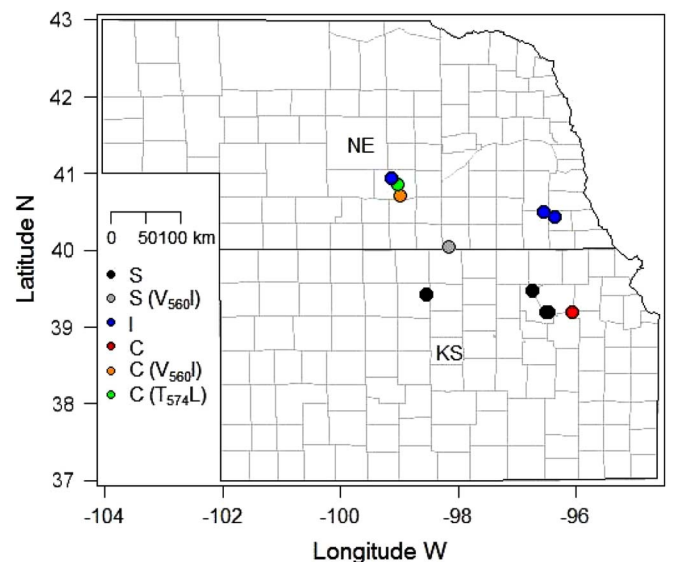 43
42
41
40
39
38
37
Latitude N
NE
KS
0 50100 km
S
S (V₅₆₀I)
I
C
C (V₅₆₀I)
C (T₅₇₄L)
-104 -102 -100 -98 -96
Longitude W